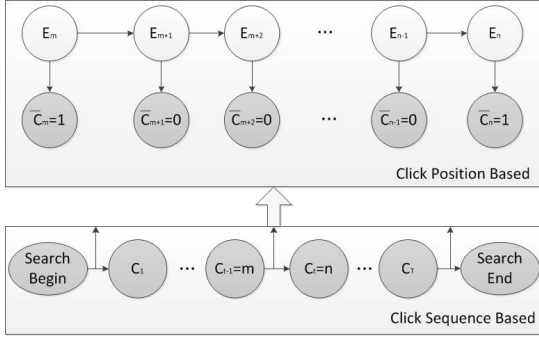 Eₘ Eₘ₊₁ Eₘ₊₂ ... Eₙ₋₁ Eₙ
C̅ₘ=1 C̅ₘ₊₁=0 C̅ₘ₊₂=0 ... C̅ₙ₋₁=0 C̅ₙ=1
Click Position Based
Search Begin C₁ ... Cₜ₋₁=m Cₜ=n ... C_T Search End
Click Sequence Based